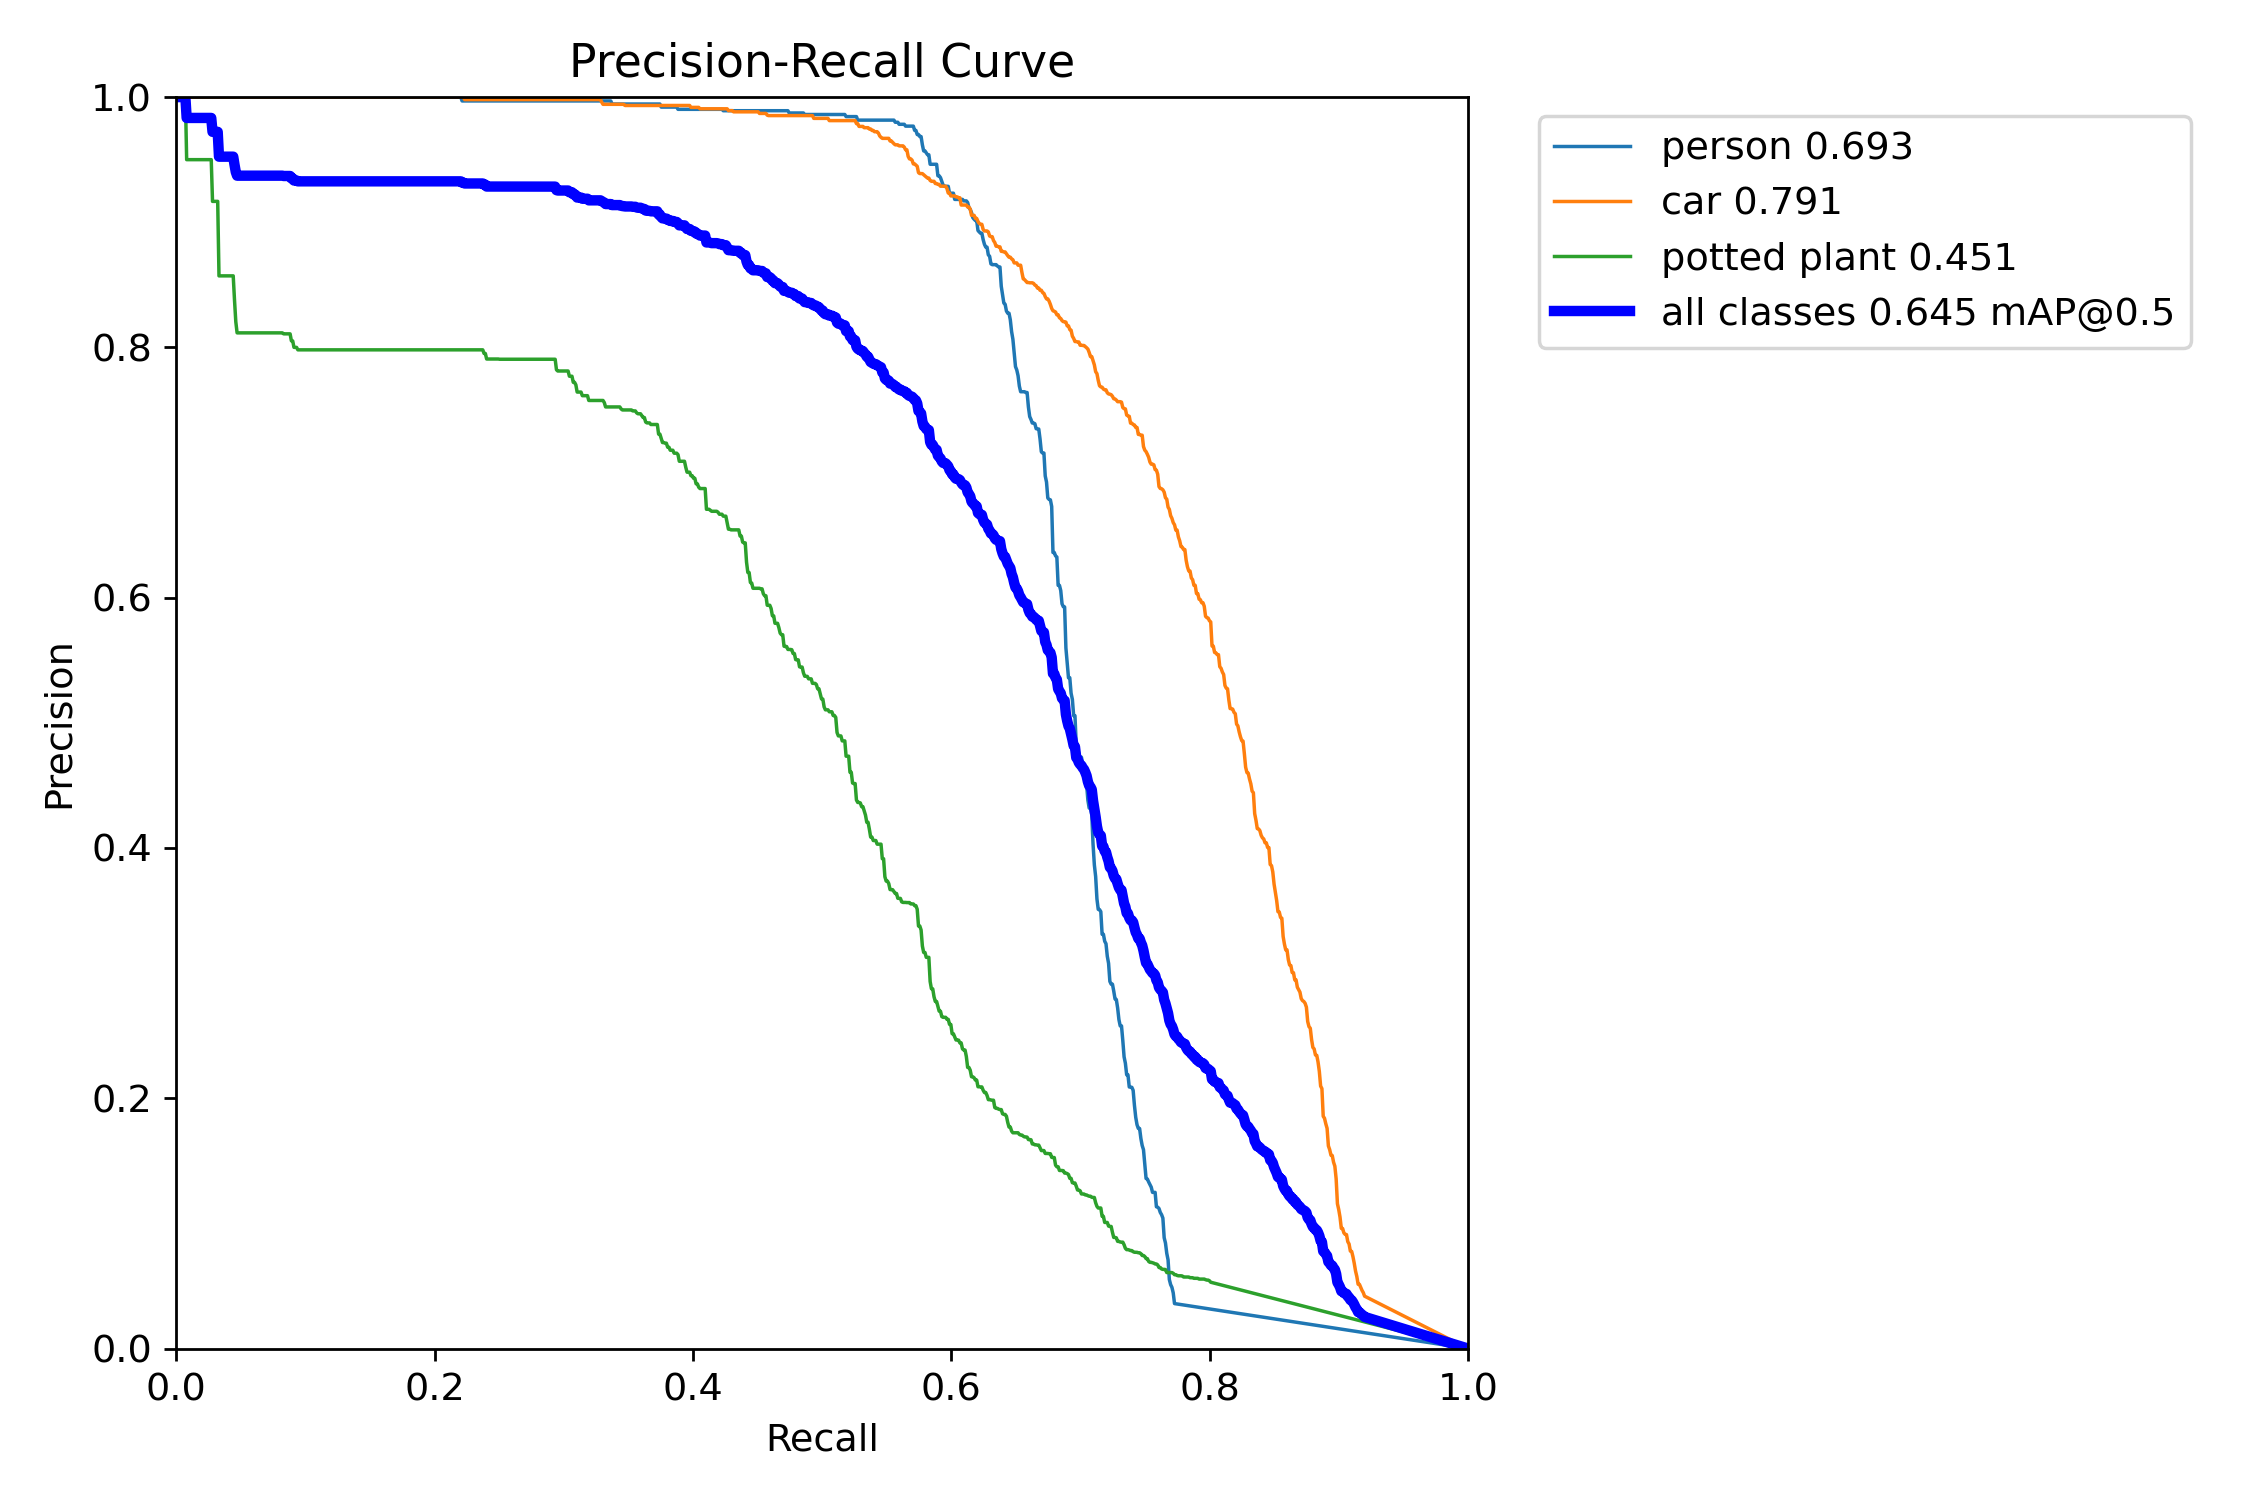 Precision-Recall Curve
1.0
0.8
0.6
0.4
0.2
0.0
Precision
0.0 0.2 0.4 0.6 0.8 1.0
Recall
person 0.693
car 0.791
potted plant 0.451
all classes 0.645 mAP@0.5